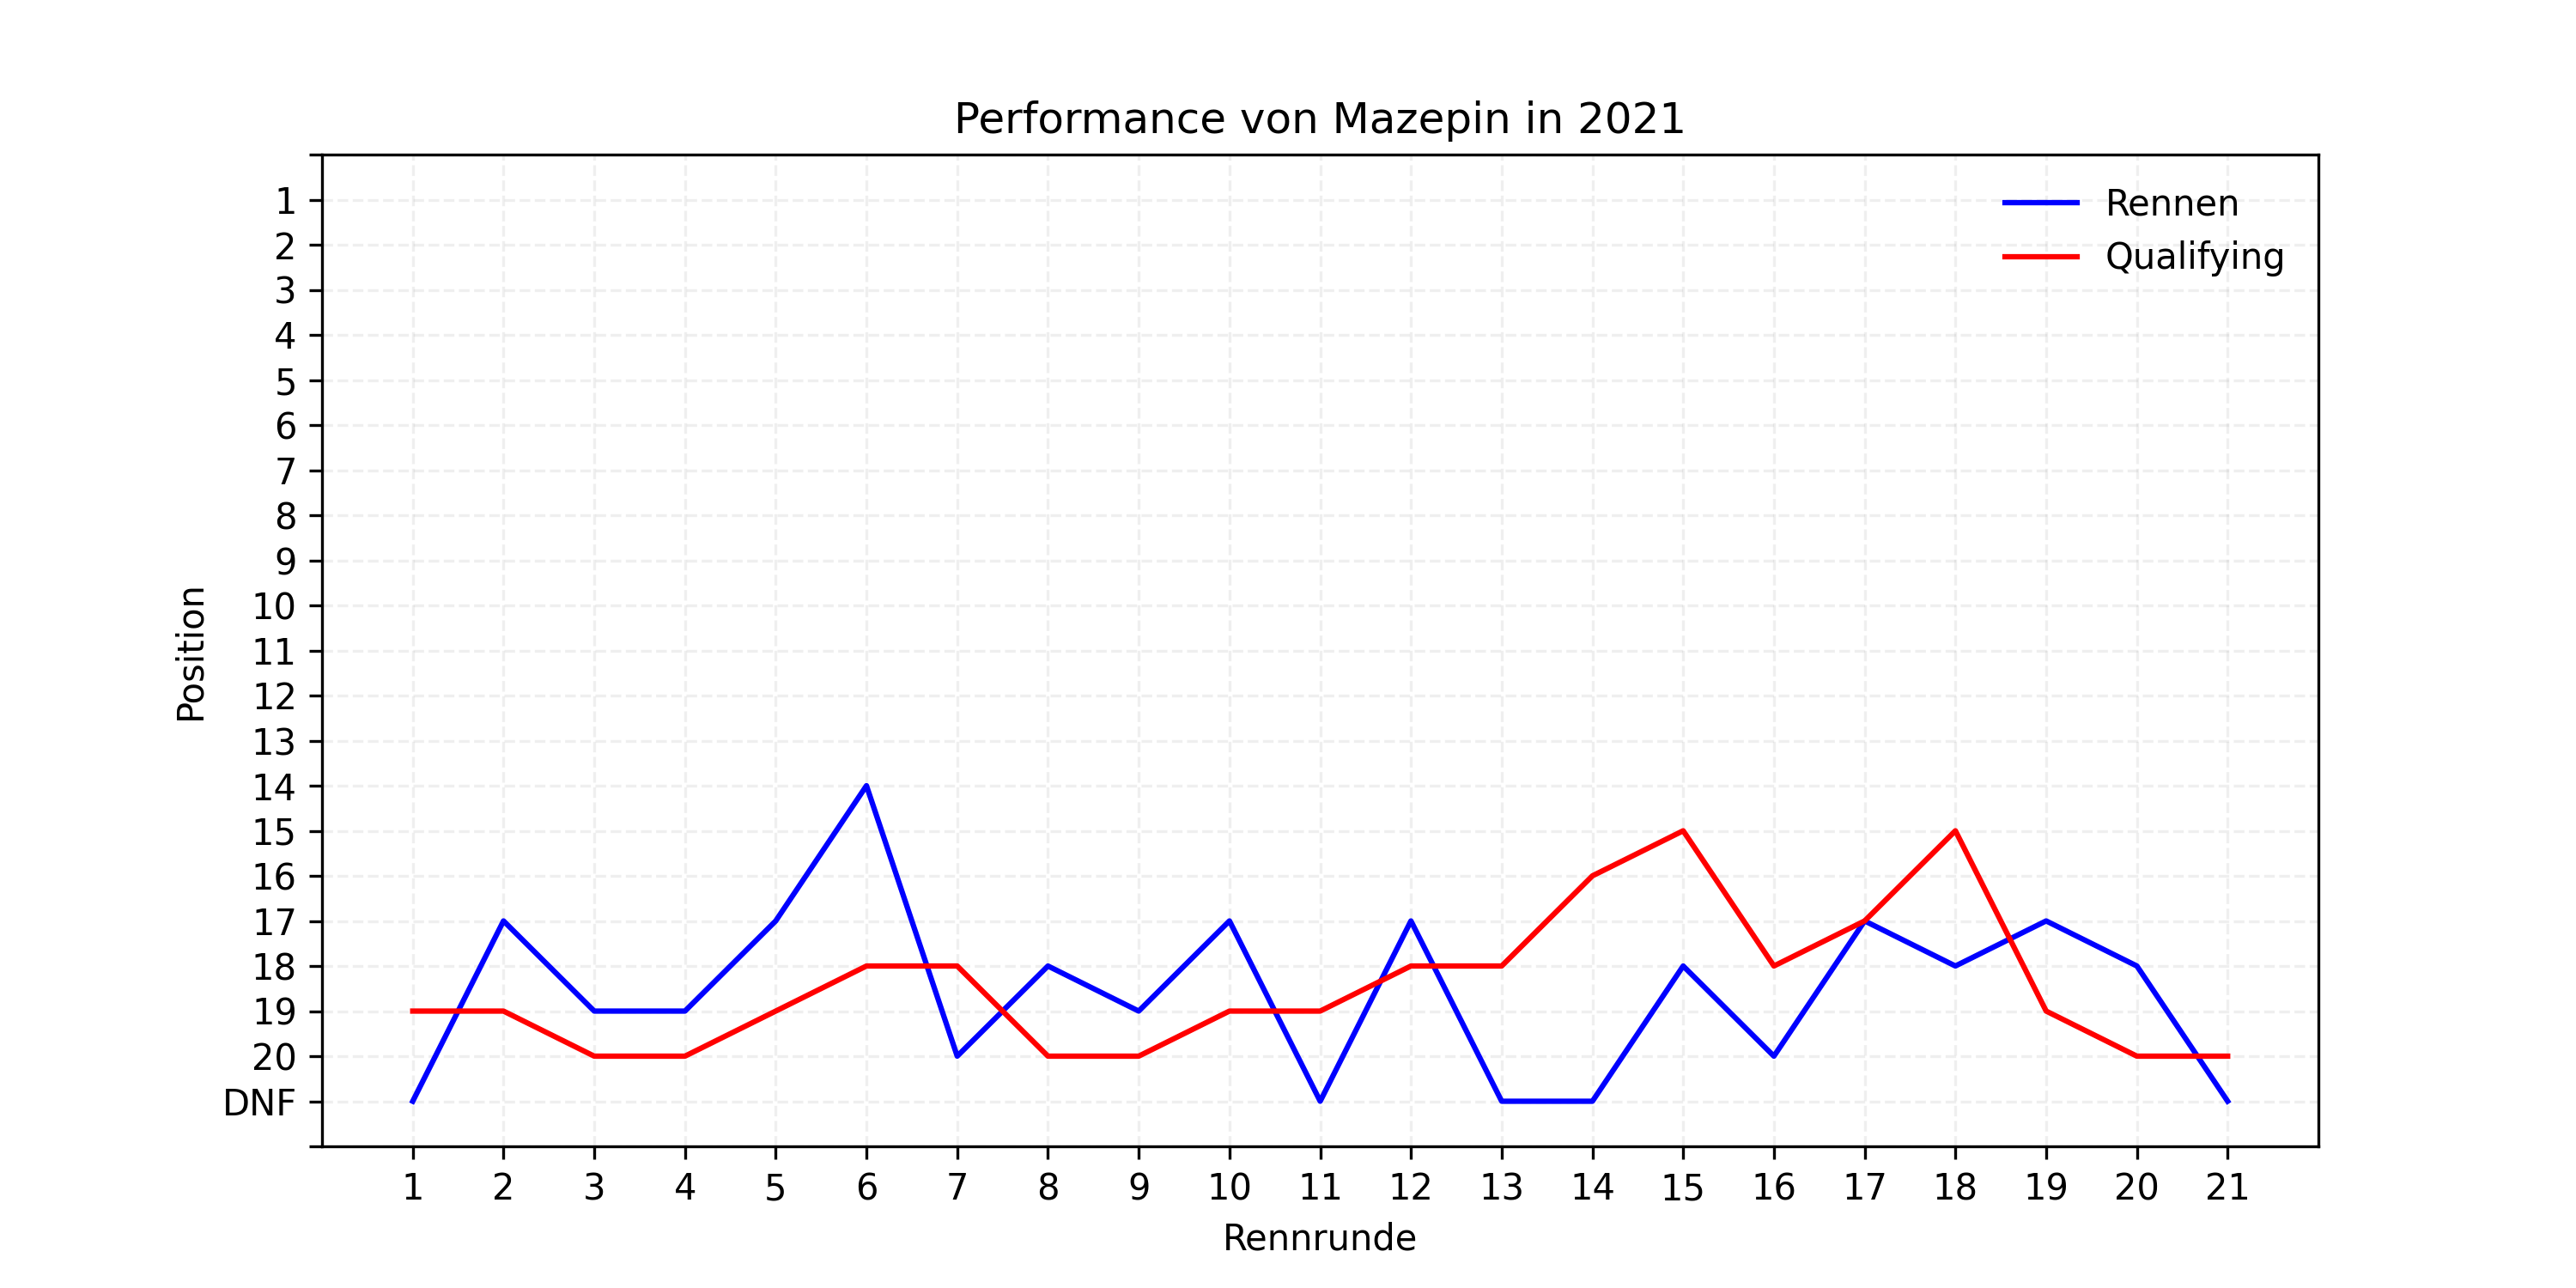 Performance von Mazepin in 2021
Rennen
Qualifying
Position
1
2
3
4
5
6
7
8
9
10
11
12
13
14
15
16
17
18
19
20
DNF
1 2 3 4 5 6 7 8 9 10 11 12 13 14 15 16 17 18 19 20 21
Rennrunde